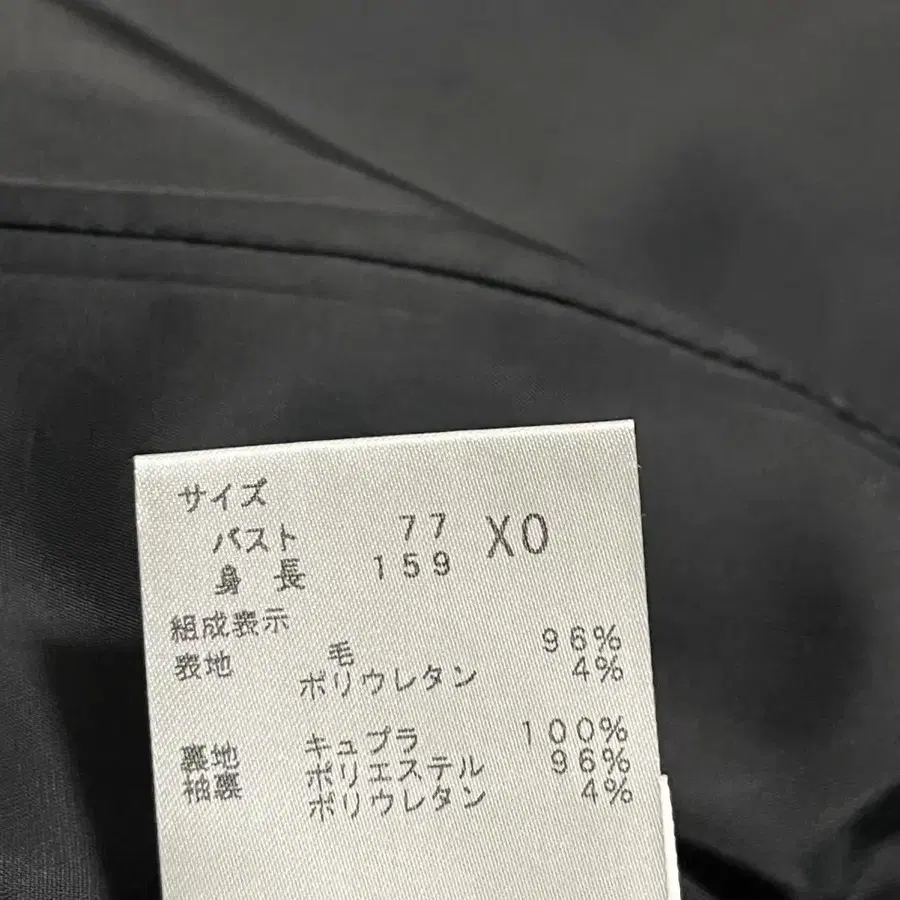 サイズ
バスト 77 XO
身長 159
組成表示
表地 毛 96%
ポリウレタン 4%
裏地 キュプラ 100%
袖裏 ポリエステル 96%
ポリウレタン 4%